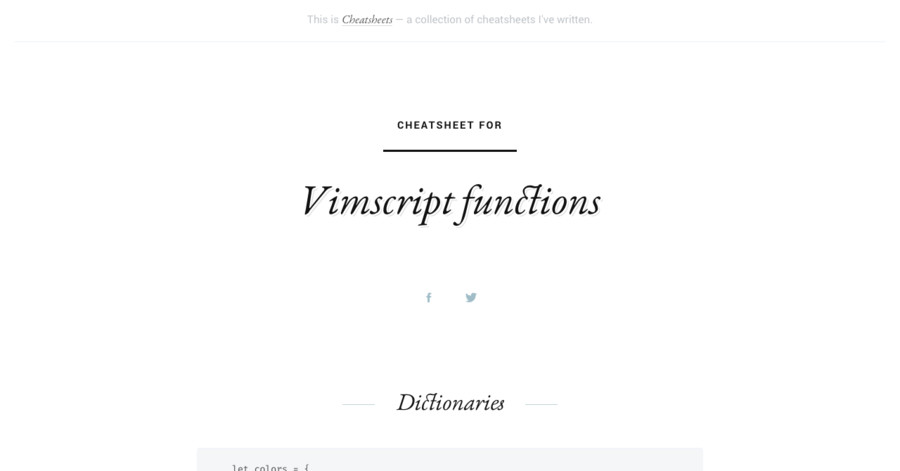 This is Cheatsheets — a collection of cheatsheets I've written.
CHEATSHEET FOR
Vimscript functions
Dictionaries
let colors = {